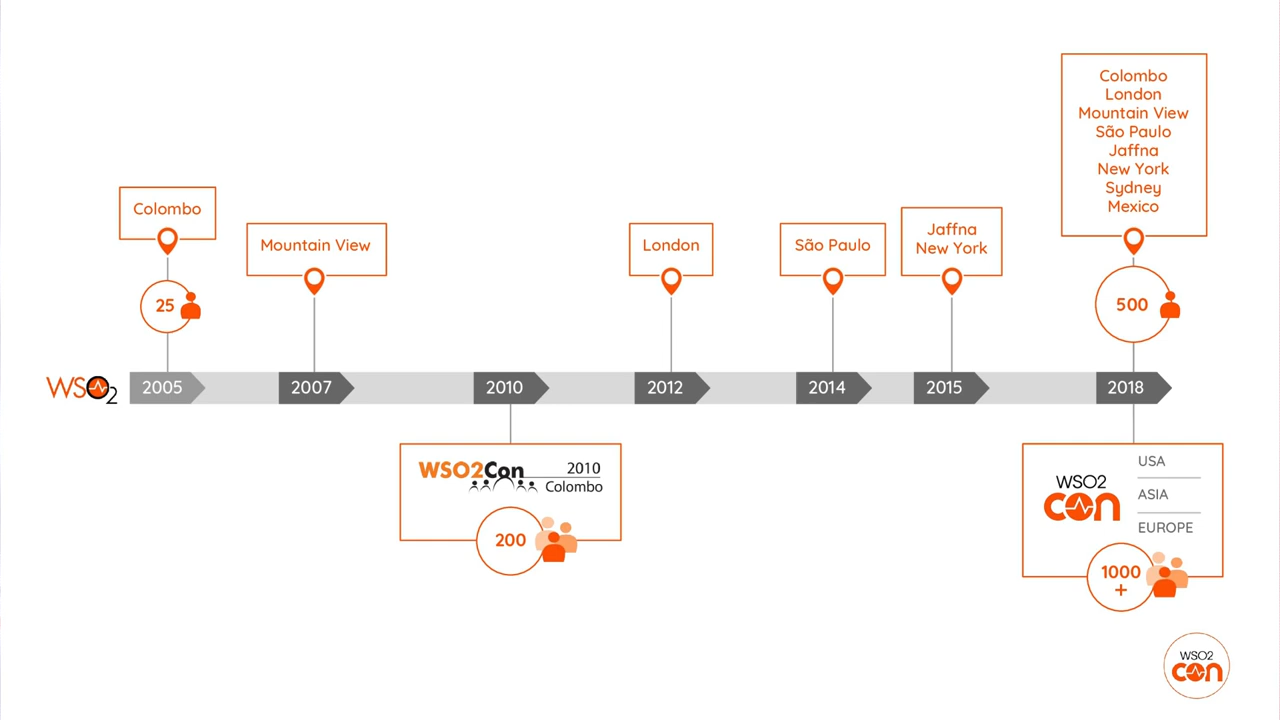 Colombo
London
Mountain View
São Paulo
Jaffna
New York
Sydney
Mexico
Colombo
Mountain View
London
São Paulo
Jaffna
New York
25
500
WSO2
2005
2007
2010
2012
2014
2015
2018
WSO2Con 2010
Colombo
200
WSO2
con
USA
ASIA
EUROPE
1000
+
WSO2
con